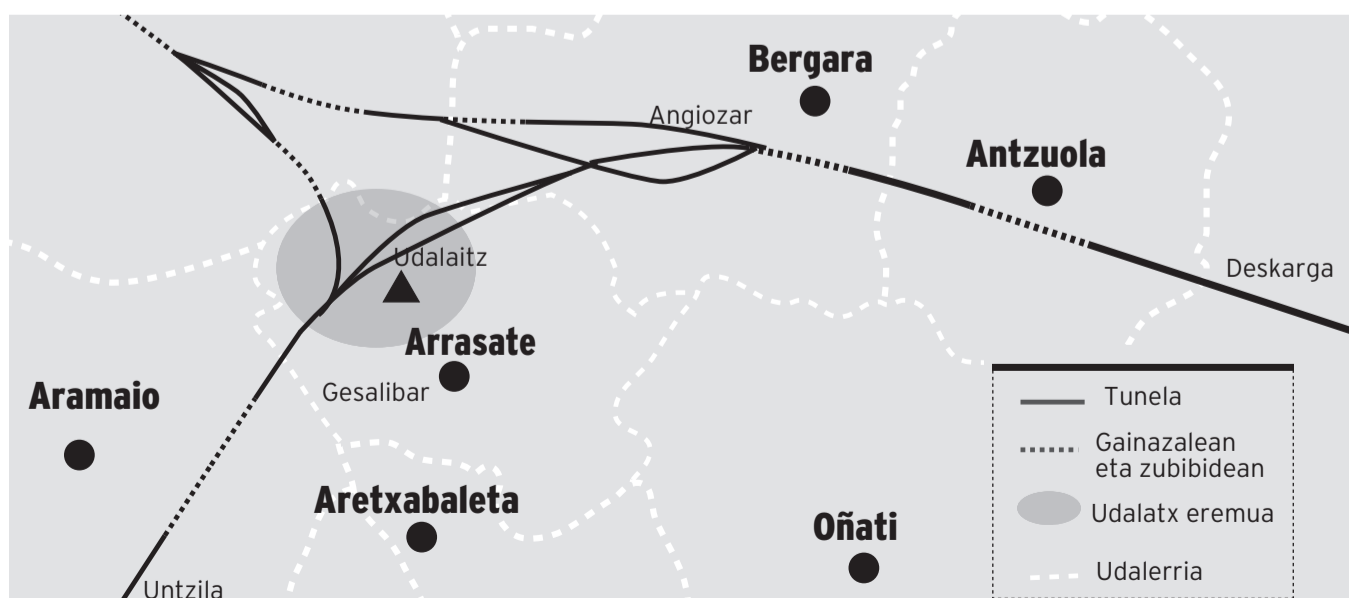 Bergara
Angiozar
Antzuola
Udalaitz
Deskarga
Arrasate
Gesalibar
Aramaio
Aretxabaleta
Oñati
Untzila
Tunela
Gainazalean
eta zubibidean
Udalatx eremua
Udalerria